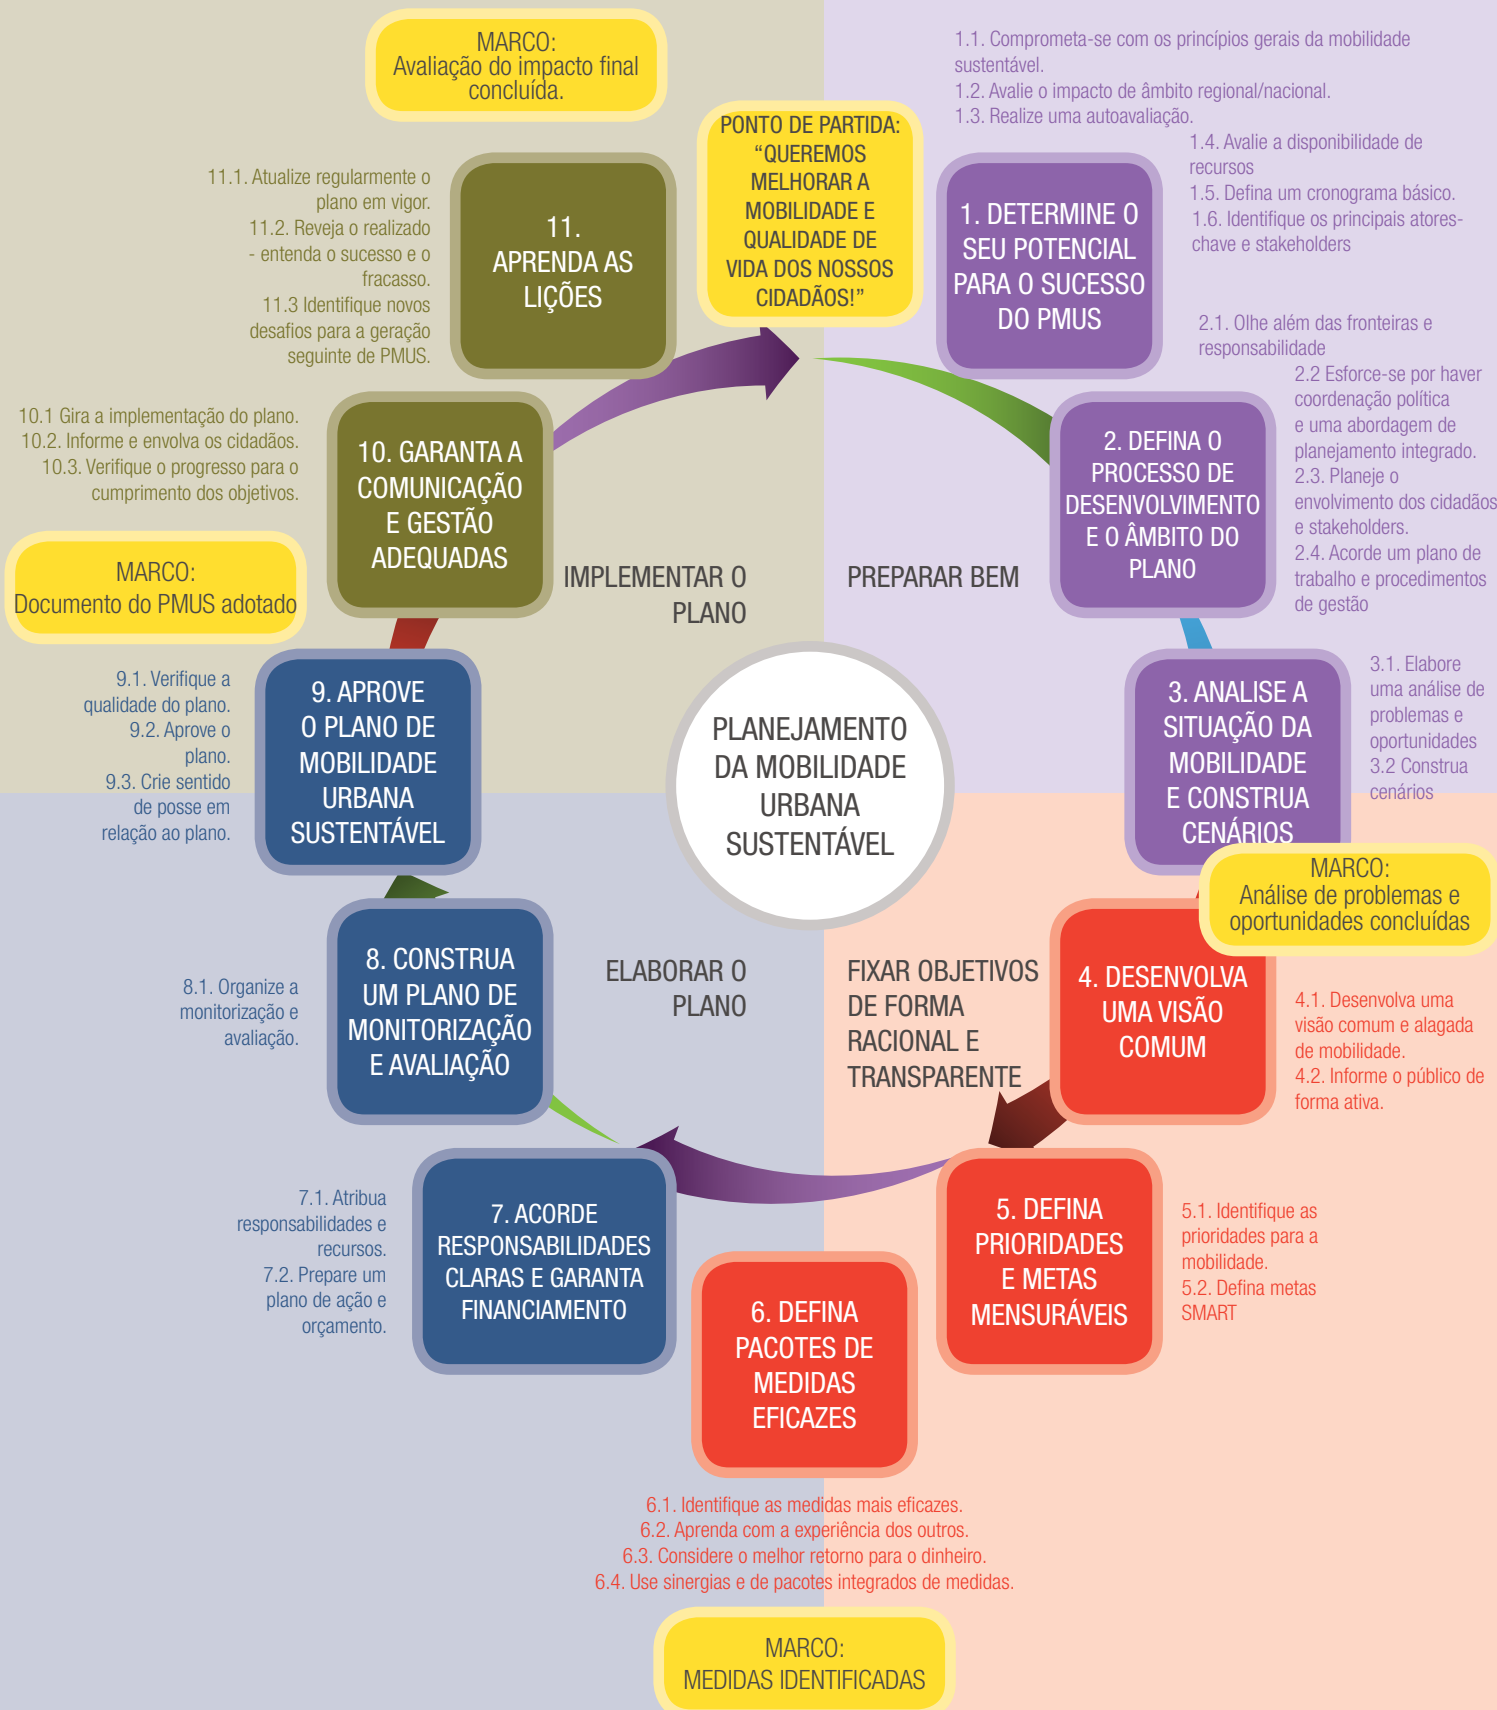 MARCO:
Avaliação do impacto final
concluída.
PONTO DE PARTIDA:
“QUEREMOS
MELHORAR A
MOBILIDADE E
QUALIDADE DE
VIDA DOS NOSSOS
CIDADÃOS!”
1.1. Comprometa-se com os princípios gerais da mobilidade
sustentável.
1.2. Avalie o impacto de âmbito regional/nacional.
1.3. Realize uma autoavaliação.
1.4. Avalie a disponibilidade de
recursos
1.5. Defina um cronograma básico.
1.6. Identifique os principais atores-
chave e stakeholders
1. DETERMINE O
SEU POTENCIAL
PARA O SUCESSO
DO PMUS
2.1. Olhe além das fronteiras e
responsabilidade
2.2 Esforce-se por haver
coordenação política
e uma abordagem de
planejamento integrado.
2.3. Planeje o
envolvimento dos cidadãos
e stakeholders.
2.4. Acorde um plano de
trabalho e procedimentos
de gestão
2. DEFINA O
PROCESSO DE
DESENVOLVIMENTO
E O ÂMBITO DO
PLANO
PREPARAR BEM
3. ANALISE A
SITUAÇÃO DA
MOBILIDADE
E CONSTRUA
CENÁRIOS
3.1. Elabore
uma análise de
problemas e
oportunidades
3.2 Construa
cenários
MARCO:
Análise de problemas e
oportunidades concluídas
4. DESENVOLVA
UMA VISÃO
COMUM
4.1. Desenvolva uma
visão comum e alagada
de mobilidade.
4.2. Informe o público de
forma ativa.
FIXAR OBJETIVOS
DE FORMA
RACIONAL E
TRANSPARENTE
5. DEFINA
PRIORIDADES
E METAS
MENSURÁVEIS
5.1. Identifique as
prioridades para a
mobilidade.
5.2. Defina metas
SMART
6. DEFINA
PACOTES DE
MEDIDAS
EFICAZES
6.1. Identifique as medidas mais eficazes.
6.2. Aprenda com a experiência dos outros.
6.3. Considere o melhor retorno para o dinheiro.
6.4. Use sinergias e de pacotes integrados de medidas.
MARCO:
MEDIDAS IDENTIFICADAS
7. ACORDE
RESPONSABILIDADES
CLARAS E GARANTA
FINANCIAMENTO
7.1. Atribua
responsabilidades e
recursos.
7.2. Prepare um
plano de ação e
orçamento.
ELABORAR O
PLANO
8. CONSTRUA
UM PLANO DE
MONITORIZAÇÃO
E AVALIAÇÃO
8.1. Organize a
monitorização e
avaliação.
9. APROVE
O PLANO DE
MOBILIDADE
URBANA
SUSTENTÁVEL
9.1. Verifique a
qualidade do plano.
9.2. Aprove o
plano.
9.3. Crie sentido
de posse em
relação ao plano.
MARCO:
Documento do PMUS adotado
10. GARANTA A
COMUNICAÇÃO
E GESTÃO
ADEQUADAS
10.1 Gira a implementação do plano.
10.2. Informe e envolva os cidadãos.
10.3. Verifique o progresso para o
cumprimento dos objetivos.
IMPLEMENTAR O
PLANO
11.
APRENDA AS
LIÇÕES
11.1. Atualize regularmente o
plano em vigor.
11.2. Reveja o realizado
- entenda o sucesso e o
fracasso.
11.3 Identifique novos
desafios para a geração
seguinte de PMUS.
PLANEJAMENTO
DA MOBILIDADE
URBANA
SUSTENTÁVEL